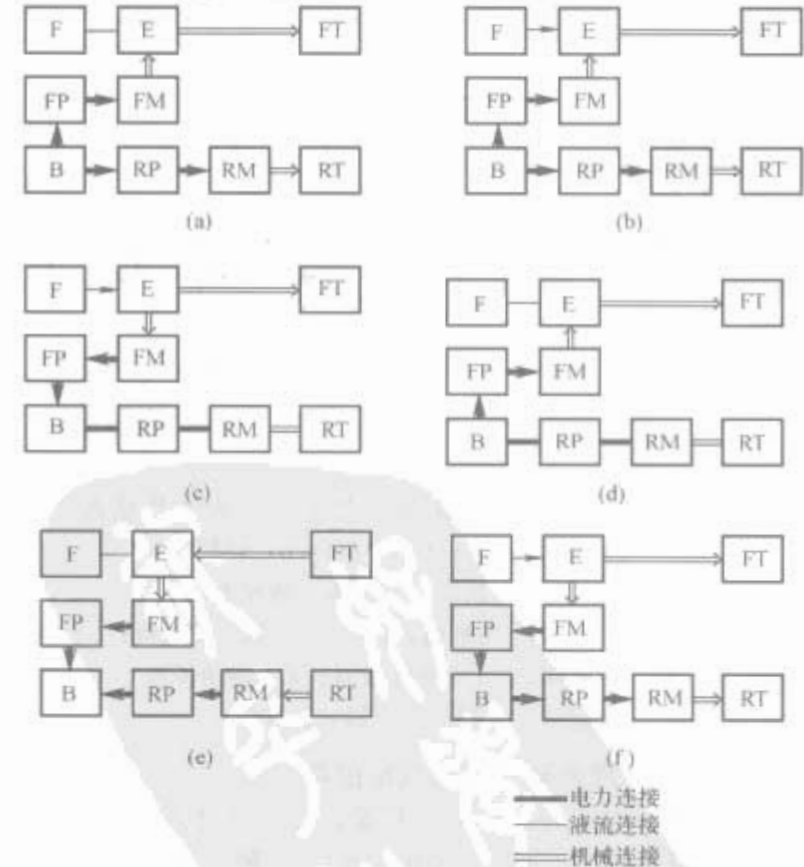 F E FT
FP FM
B RP RM RT
(a)
F E FT
FP FM
B RP RM RT
(b)
F E FT
FP FM
B RP RM RT
(c)
F E FT
FP FM
B RP RM RT
(d)
F E FT
FP FM
B RP RM RT
(e)
F E FT
FP FM
B RP RM RT
(f)
电力连接
液流连接
机械连接